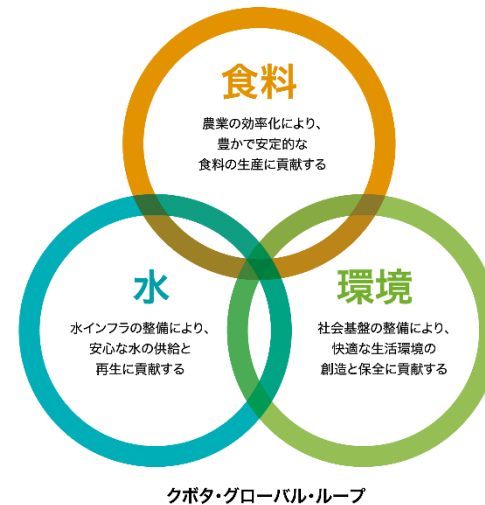 食料
農業の効率化により、
豊かで安定的な
食料の生産に貢献する
水
水インフラの整備により、
安心な水の供給と
再生に貢献する
環境
社会基盤の整備により、
快適な生活環境の
創造と保全に貢献する
クボタ・グローバル・ループ